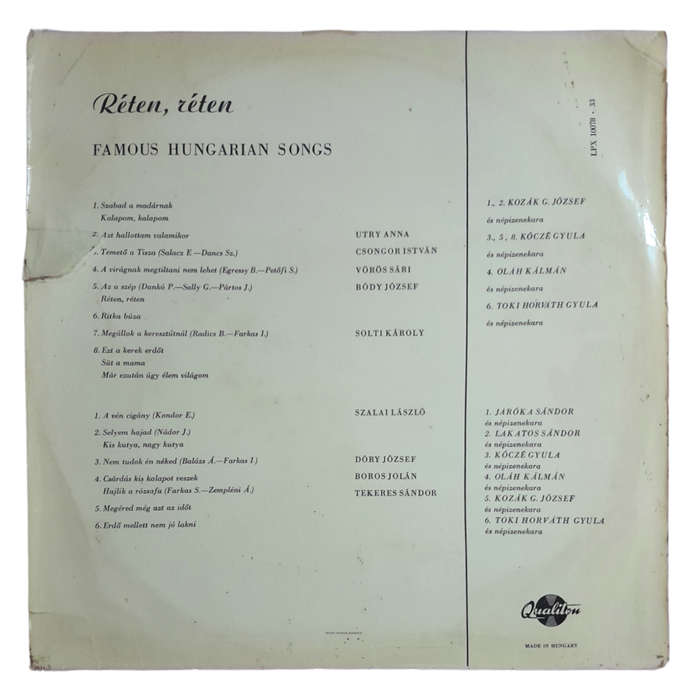 Réten, réten
FAMOUS HUNGARIAN SONGS
LPX 10078 - 33
1. Szabad a madárnak
Kalapom, kalapom
2. Azt hallottam valamikor UTRY ANNA
3. Temető a Tisza (Salacz E.—Dancs Sz.) CSONGOR ISTVÁN
4. A virágnak megtiltani nem lehet (Egressy B.—Petőfi S.) VÖRÖS SÁRI
5. Az a szép (Dankó P.—Sally G.—Pártos J.) BÓDY JÓZSEF
Réten, réten
6. Ritka búza
7. Megállok a keresztútnál (Radics B.—Farkas I.) SOLTI KÁROLY
8. Ezt a kerek erdőt
Süt a mama
Már ezután úgy élem világom
1., 2. KOZÁK G. JÓZSEF
és népizenekara
3., 5, 8. KÓCZÉ GYULA
és népizenekara
4. OLÁH KÁLMÁN
és népizenekara
6. TOKI HORVÁTH GYULA
és népizenekara
1. A vén cigány (Kondor E.) SZALAI LÁSZLÓ
2. Selyem hajad (Nádor J.)
Kis kutya, nagy kutya
3. Nem tudok én néked (Balázs Á.—Farkas I.) DÓRY JÓZSEF
4. Csárdás kis kalapot veszek BOROS JOLÁN
Hajlik a rózsafa (Farkas S.—Zempléni Á.) TEKERES SÁNDOR
5. Megéred még azt az időt
6. Erdő mellett nem jó lakni
1. JÁRÓKA SÁNDOR
és népizenekara
2. LAKATOS SÁNDOR
és népizenekara
3. KÓCZÉ GYULA
és népizenekara
4. OLÁH KÁLMÁN
és népizenekara
5. KOZÁK G. JÓZSEF
és népizenekara
6. TOKI HORVÁTH GYULA
és népizenekara
Qualiton
MADE IN HUNGARY